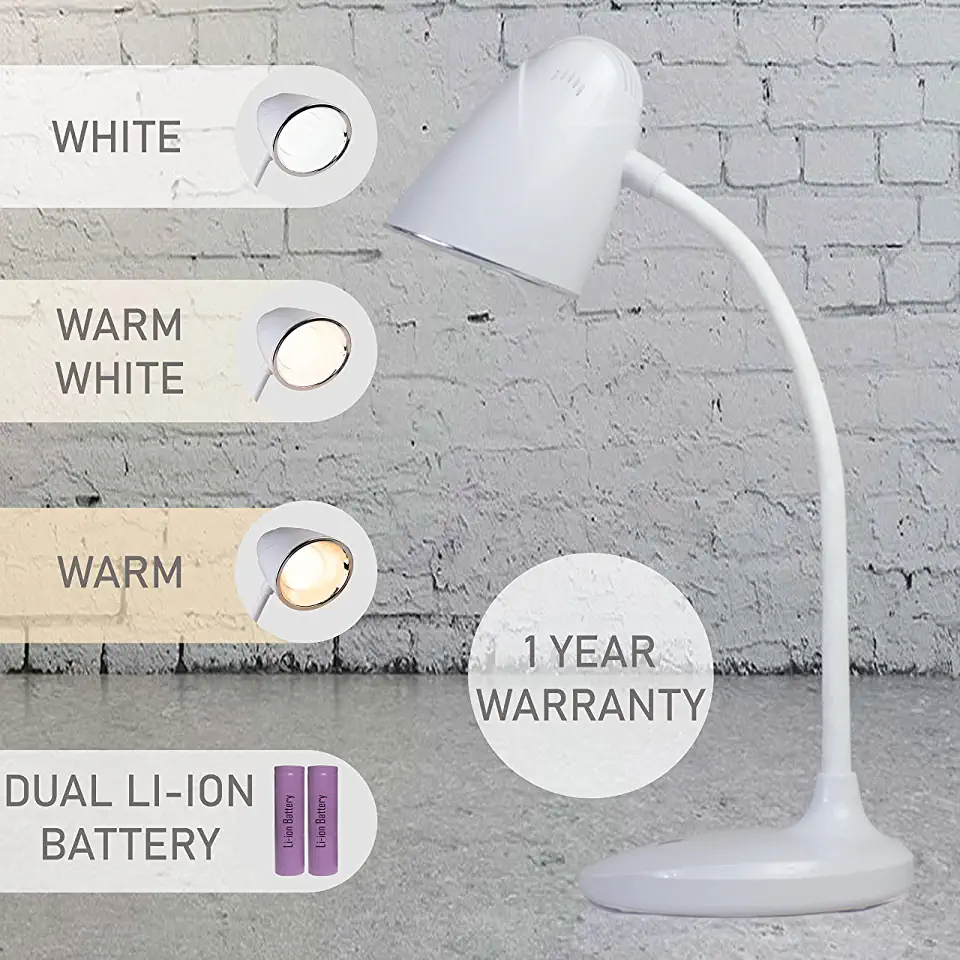 WHITE
WARM
WHITE
WARM
1 YEAR
WARRANTY
DUAL LI-ION
BATTERY
Li-ion Battery
Li-ion Battery